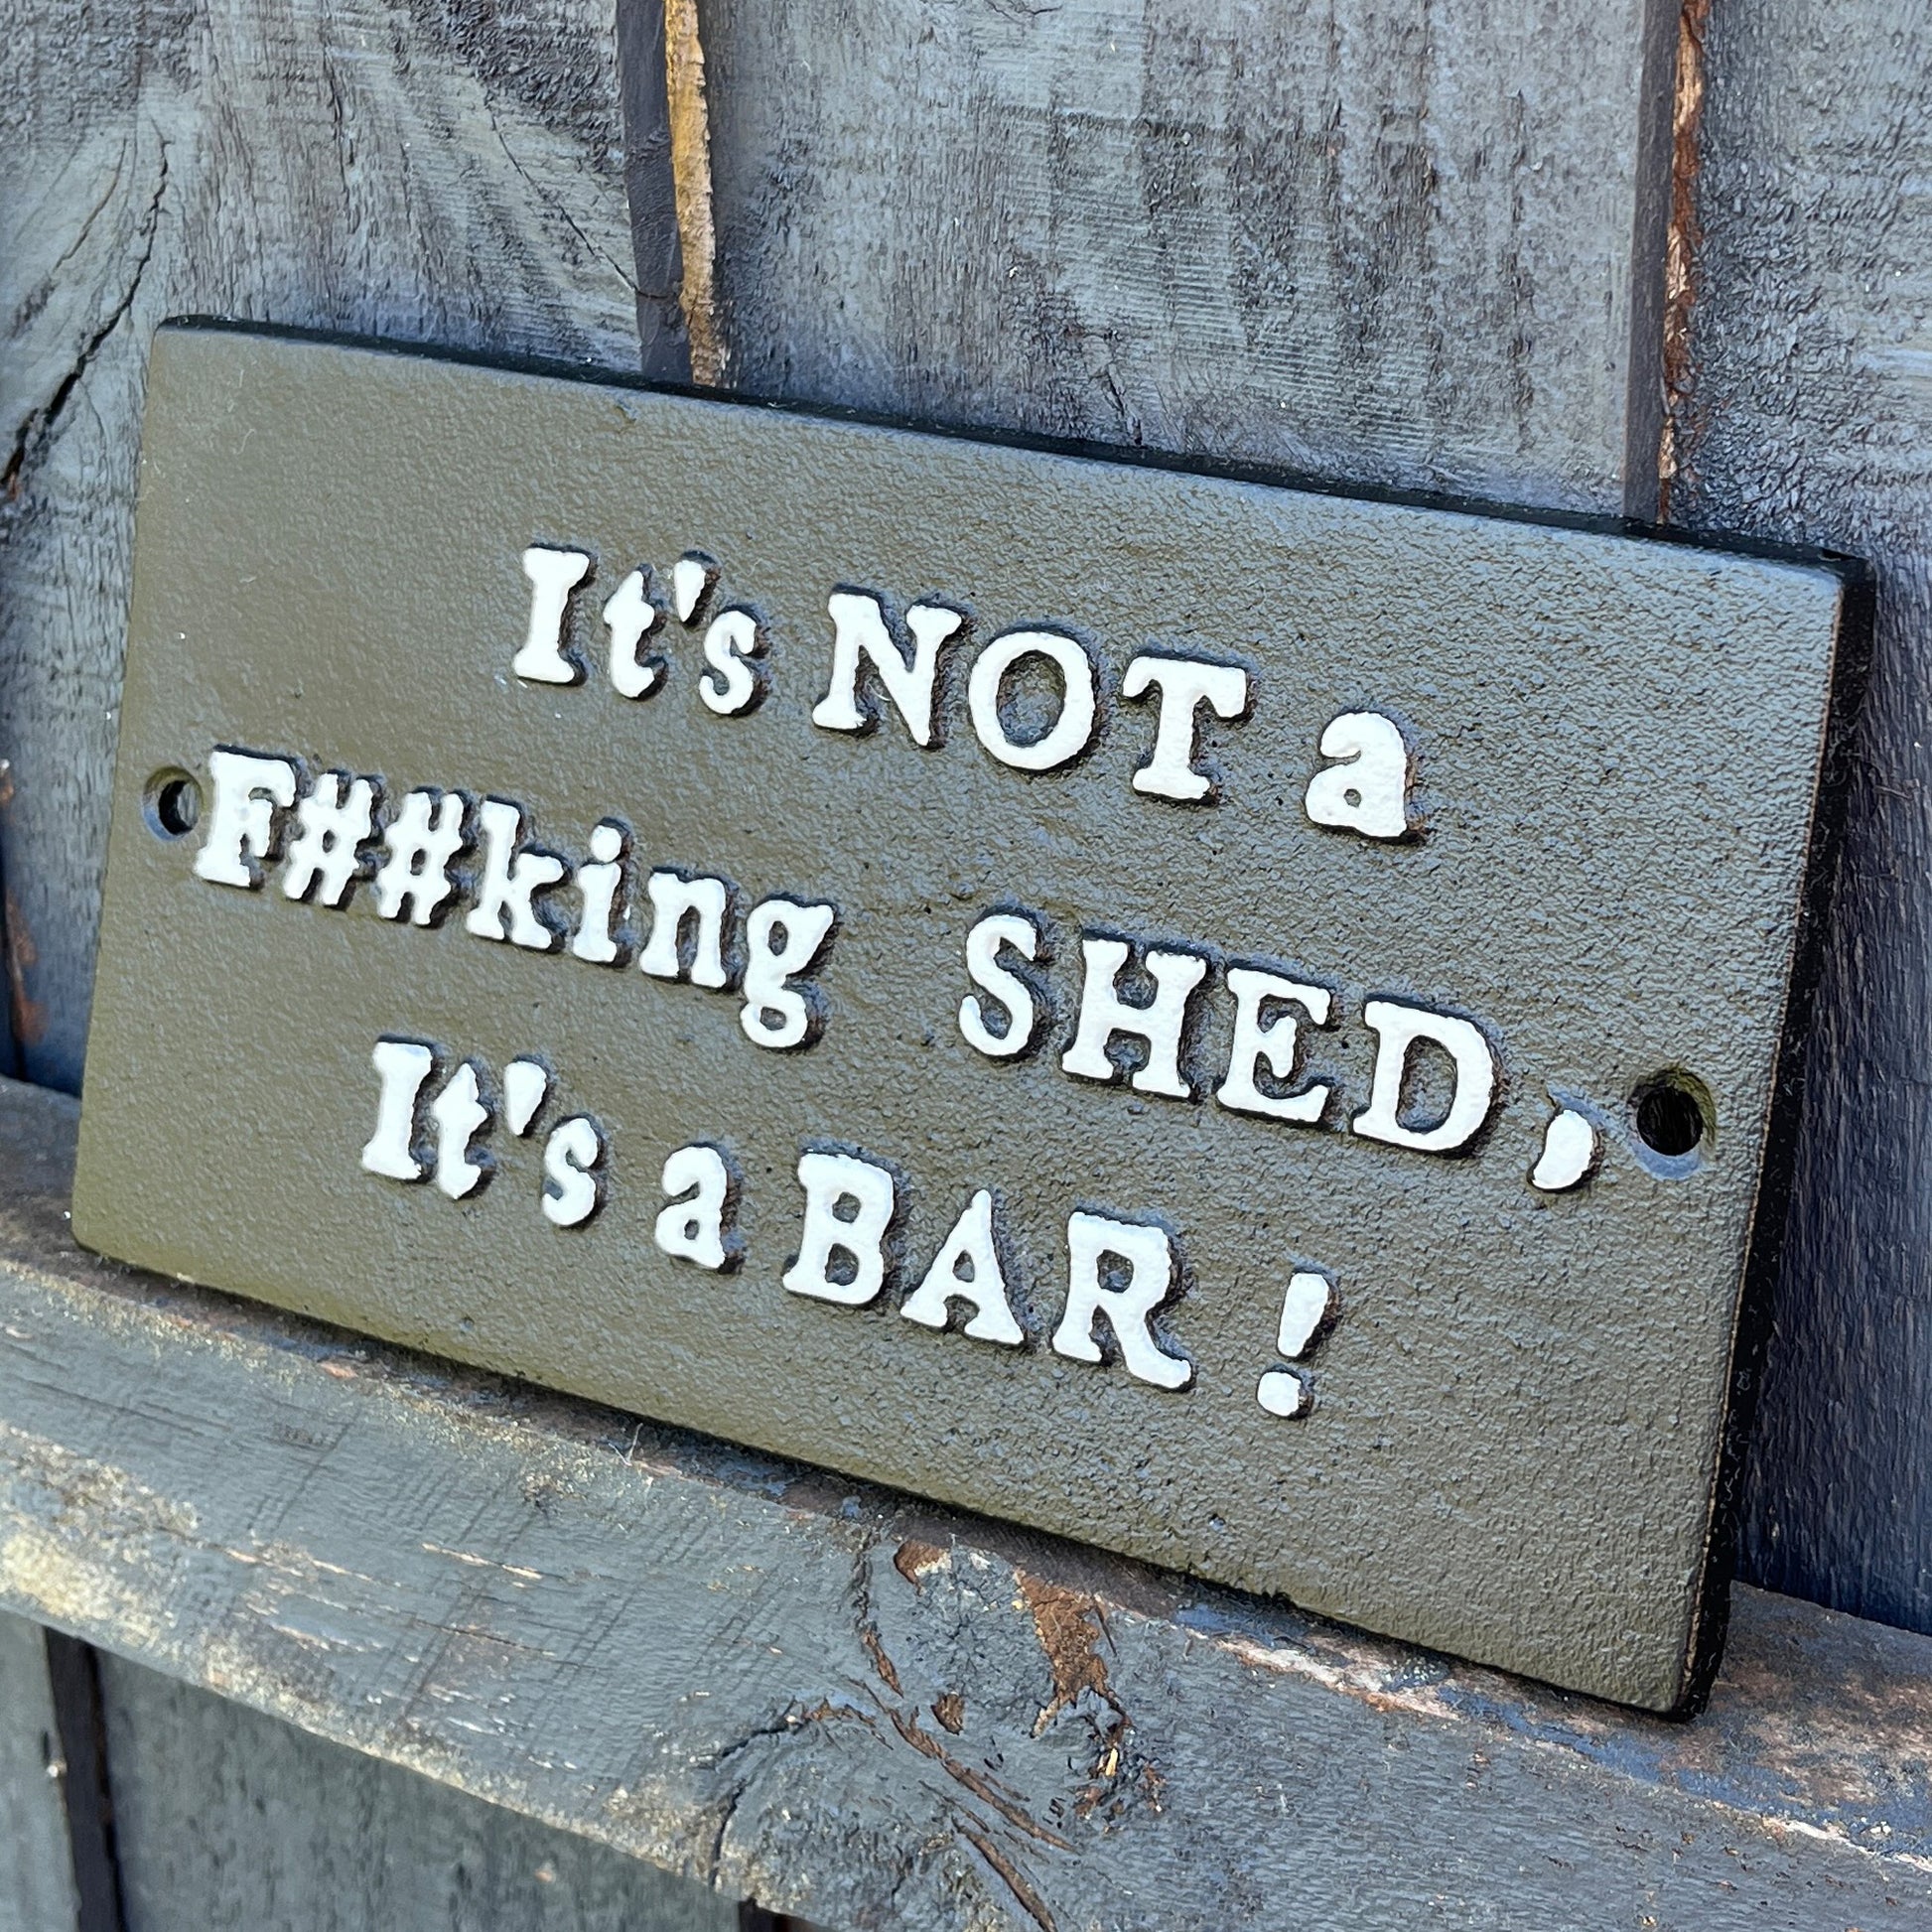 It's NOT a
F##king SHED,
It's a BAR !